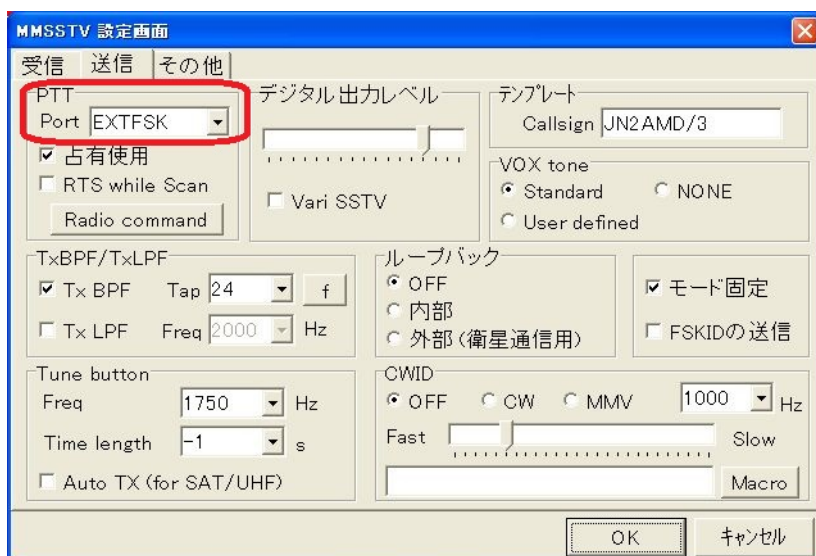 MMSSTV 設定画面
受信 送信 その他
PTT
Port EXTFSK
占有使用
RTS while Scan
Radio command
デジタル出力レベル
Vari SSTV
テンプレート
Callsign JN2AMD/3
VOX tone
Standard NONE
User defined
TxBPF/TxLPF
Tx BPF Tap 24 f
Tx LPF Freq 2000 Hz
ループバック
OFF
内部
外部(衛星通信用)
モード固定
FSKIDの送信
Tune button
Freq 1750 Hz
Time length -1 s
Auto TX (for SAT/UHF)
CWID
OFF CW MMV 1000 Hz
Fast Slow
Macro
OK キャンセル